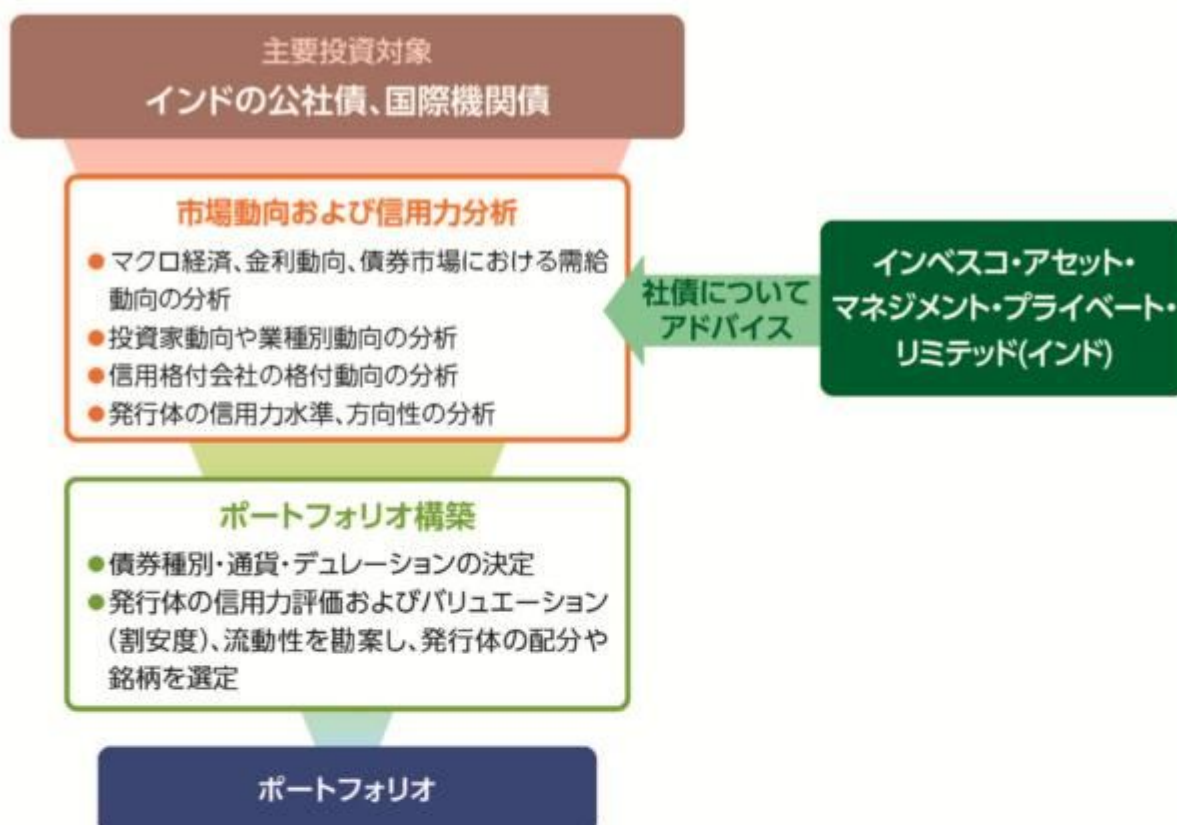 主要投資対象
インドの公社債、国際機関債
市場動向および信用力分析
●マクロ経済、金利動向、債券市場における需給
動向の分析
●投資家動向や業種別動向の分析
●信用格付会社の格付動向の分析
●発行体の信用力水準、方向性の分析
社債について
アドバイス
インベスコ・アセット・
マネジメント・プライベート・
リミテッド(インド)
ポートフォリオ構築
●債券種別・通貨・デュレーションの決定
●発行体の信用力評価およびバリュエーション
(割安度)、流動性を勘案し、発行体の配分や
銘柄を選定
ポートフォリオ